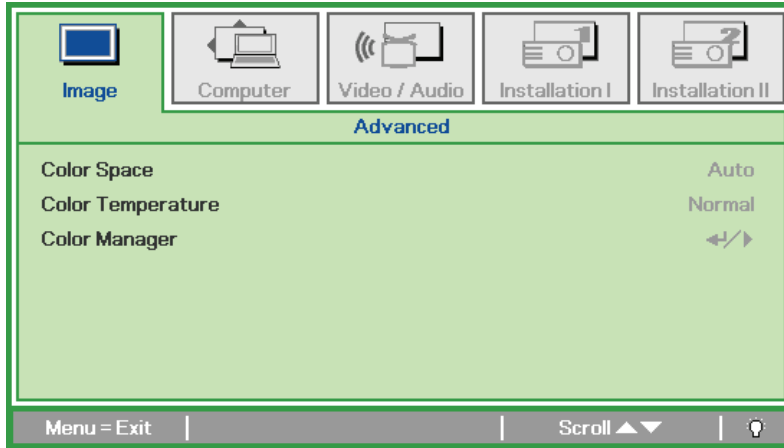 Image
Computer
Video / Audio
Installation I
Installation II
Advanced
Color Space Auto
Color Temperature Normal
Color Manager
Menu = Exit Scroll